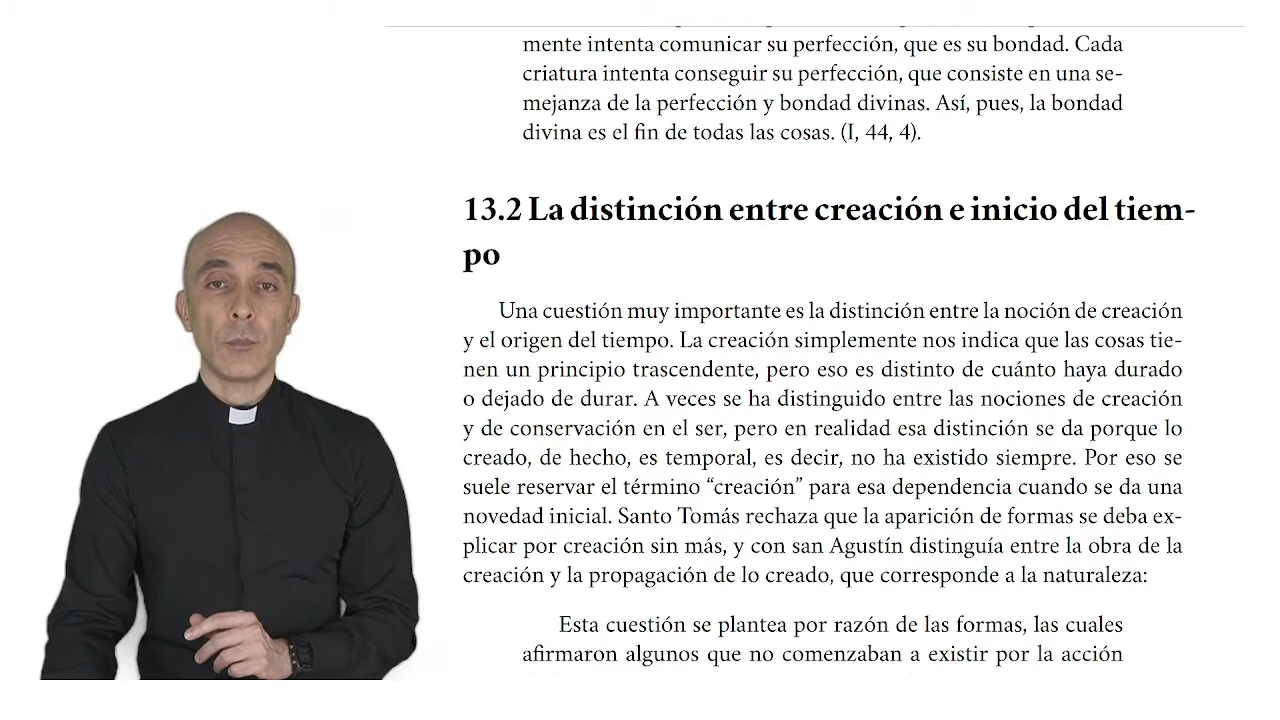 mente intenta comunicar su perfección, que es su bondad. Cada
criatura intenta conseguir su perfección, que consiste en una se-
mejanza de la perfección y bondad divinas. Así, pues, la bondad
divina es el fin de todas las cosas. (I, 44, 4).
13.2 La distinción entre creación e inicio del tiem-
po
Una cuestión muy importante es la distinción entre la noción de creación
y el origen del tiempo. La creación simplemente nos indica que las cosas tie-
nen un principio trascendente, pero eso es distinto de cuánto haya durado
o dejado de durar. A veces se ha distinguido entre las nociones de creación
y de conservación en el ser, pero en realidad esa distinción se da porque lo
creado, de hecho, es temporal, es decir, no ha existido siempre. Por eso se
suele reservar el término “creación” para esa dependencia cuando se da una
novedad inicial. Santo Tomás rechaza que la aparición de formas se deba ex-
plicar por creación sin más, y con san Agustín distinguía entre la obra de la
creación y la propagación de lo creado, que corresponde a la naturaleza:
Esta cuestión se plantea por razón de las formas, las cuales
afirmaron algunos que no comenzaban a existir por la acción